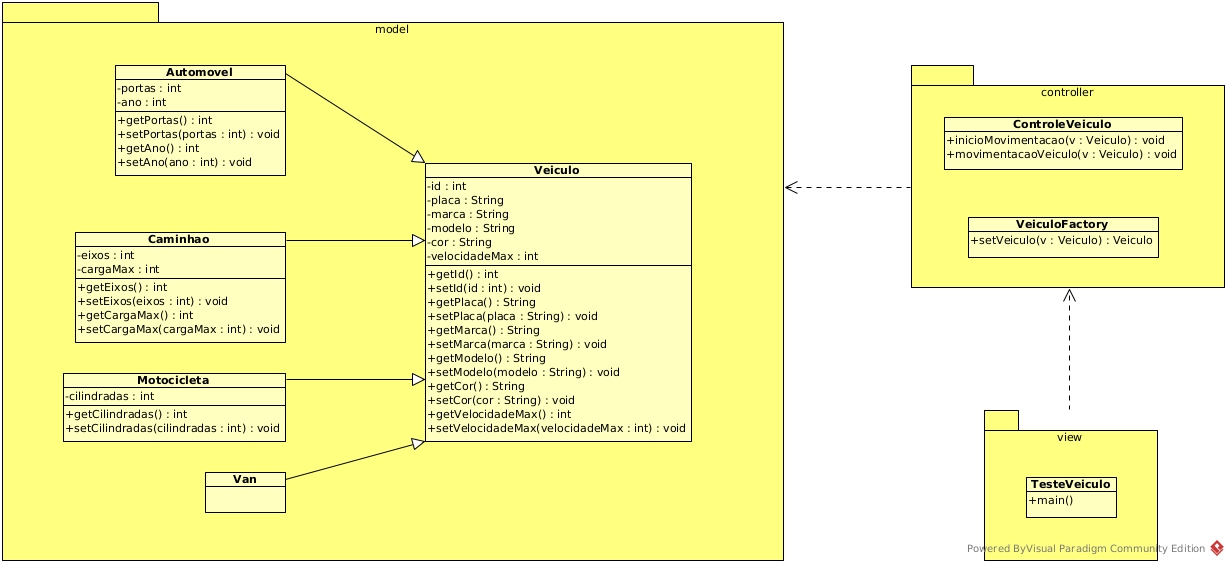 model
Automovel
-portas : int
-ano : int
+getPortas() : int
+setPortas(portas : int) : void
+getAno() : int
+setAno(ano : int) : void
Caminhao
-eixos : int
-cargaMax : int
+getEixos() : int
+setEixos(eixos : int) : void
+getCargaMax() : int
+setCargaMax(cargaMax : int) : void
Motocicleta
-cilindradas : int
+getCilindradas() : int
+setCilindradas(cilindradas : int) : void
Van
Veiculo
-id : int
-placa : String
-marca : String
-modelo : String
-cor : String
-velocidadeMax : int
+getId() : int
+setId(id : int) : void
+getPlaca() : String
+setPlaca(placa : String) : void
+getMarca() : String
+setMarca(marca : String) : void
+getModelo() : String
+setModelo(modelo : String) : void
+getCor() : String
+setCor(cor : String) : void
+getVelocidadeMax() : int
+setVelocidadeMax(velocidadeMax : int) : void
controller
ControleVeiculo
+inicioMovimentacao(v : Veiculo) : void
+movimentacaoVeiculo(v : Veiculo) : void
VeiculoFactory
+setVeiculo(v : Veiculo) : Veiculo
view
TesteVeiculo
+main()
Powered ByVisual Paradigm Community Edition